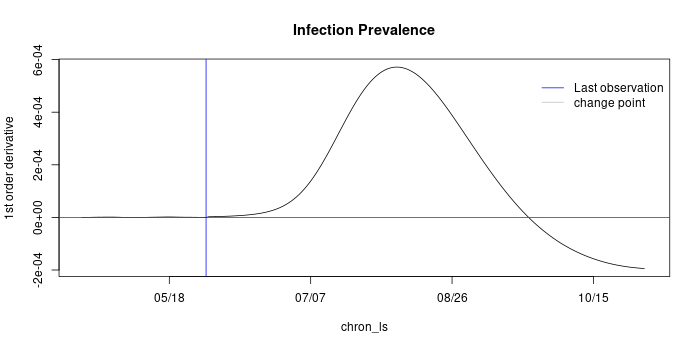 Infection Prevalence
Last observation
change point
1st order derivative
6e-04
4e-04
2e-04
0e+00
-2e-04
05/18
07/07
08/26
10/15
chron_ls